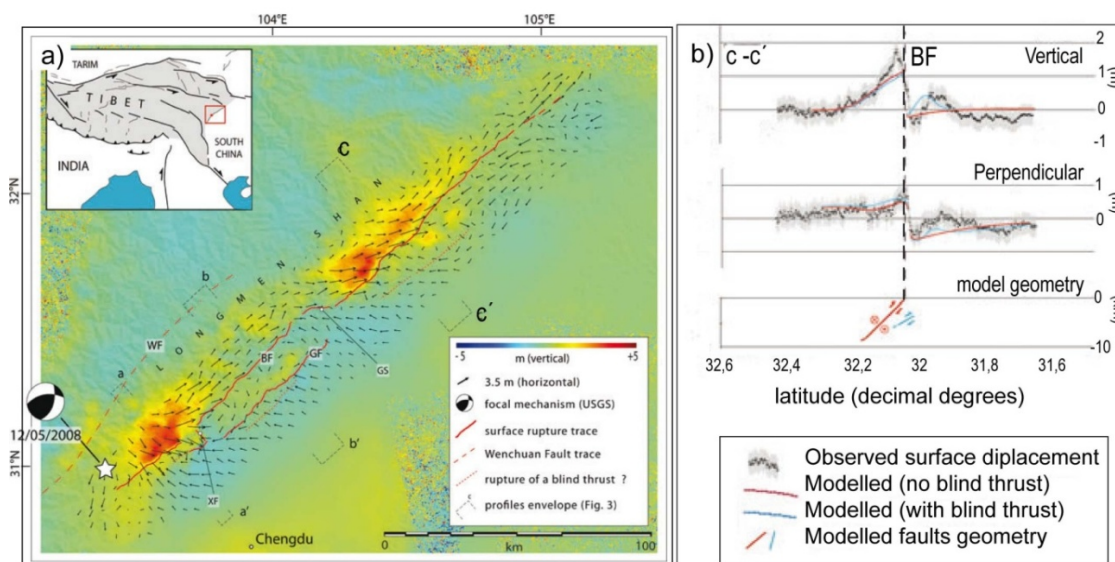 104°E
105°E
a)
TARIM
TIBET
SOUTH
CHINA
INDIA
32°N
31°N
c
b
a
LONGMEN SHAN
WF
BF
GF
GS
XF
c´
b'
a'
12/05/2008
Chengdu
-5 +5
m (vertical)
3.5 m (horizontal)
focal mechanism (USGS)
surface rupture trace
Wenchuan Fault trace
rupture of a blind thrust ?
c
profiles envelope (Fig. 3)
0 100
km
b)
c -c´
BF
2
Vertical
1
0
-1
Perpendicular
1
0
model geometry
0
-10
32,6 32,4 32,2 32 31,8 31,6
latitude (decimal degrees)
Observed surface diplacement
Modelled (no blind thrust)
Modelled (with blind thrust)
Modelled faults geometry